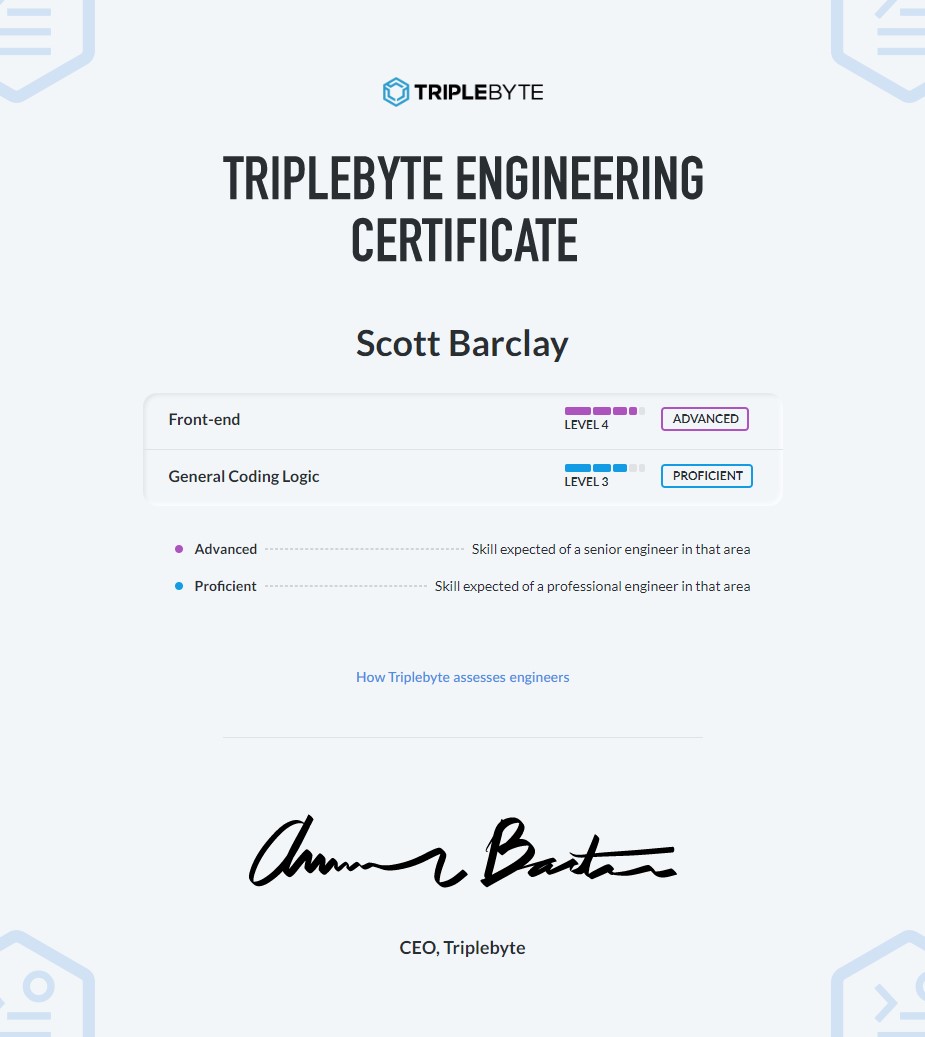 TRIPLEBYTE
TRIPLEBYTE ENGINEERING
CERTIFICATE
Scott Barclay
Front-end LEVEL 4 ADVANCED
General Coding Logic LEVEL 3 PROFICIENT
Advanced Skill expected of a senior engineer in that area
Proficient Skill expected of a professional engineer in that area
How Triplebyte assesses engineers
CEO, Triplebyte